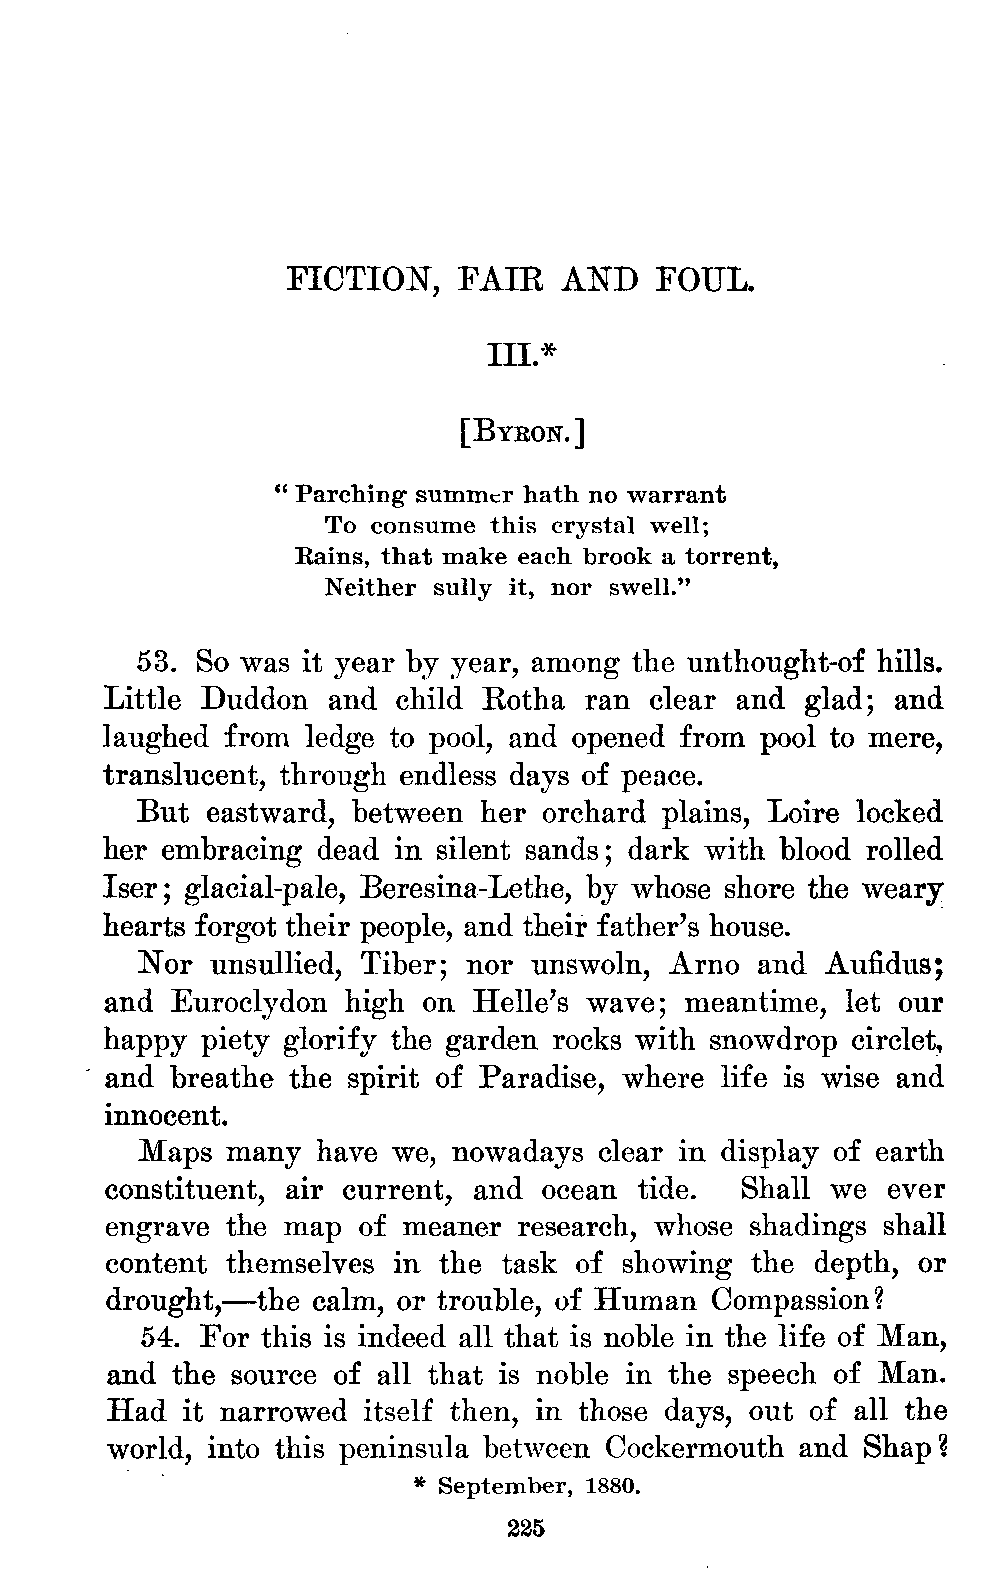 FICTION, FAIR AND FOUL.
III.*
[BYRON.]
“Parching summer hath no warrant
To consume this crystal well;
Rains, that make each brook a torrent,
Neither sully it, nor swell.”
53. So was it year by year, among the unthought-of hills.
Little Duddon and child Rotha ran clear and glad; and
laughed from ledge to pool, and opened from pool to mere,
translucent, through endless days of peace.
But eastward, between her orchard plains, Loire locked
her embracing dead in silent sands; dark with blood rolled
Iser; glacial-pale, Beresina-Lethe, by whose shore the weary
hearts forgot their people, and their father’s house.
Nor unsullied, Tiber; nor unswoln, Arno and Aufidus;
and Euroclydon high on Helle’s wave; meantime, let our
happy piety glorify the garden rocks with snowdrop circlet,
and breathe the spirit of Paradise, where life is wise and
innocent.
Maps many have we, nowadays clear in display of earth
constituent, air current, and ocean tide. Shall we ever
engrave the map of meaner research, whose shadings shall
content themselves in the task of showing the depth, or
drought,—the calm, or trouble, of Human Compassion?
54. For this is indeed all that is noble in the life of Man,
and the source of all that is noble in the speech of Man.
Had it narrowed itself then, in those days, out of all the
world, into this peninsula between Cockermouth and Shap?
* September, 1880.
225